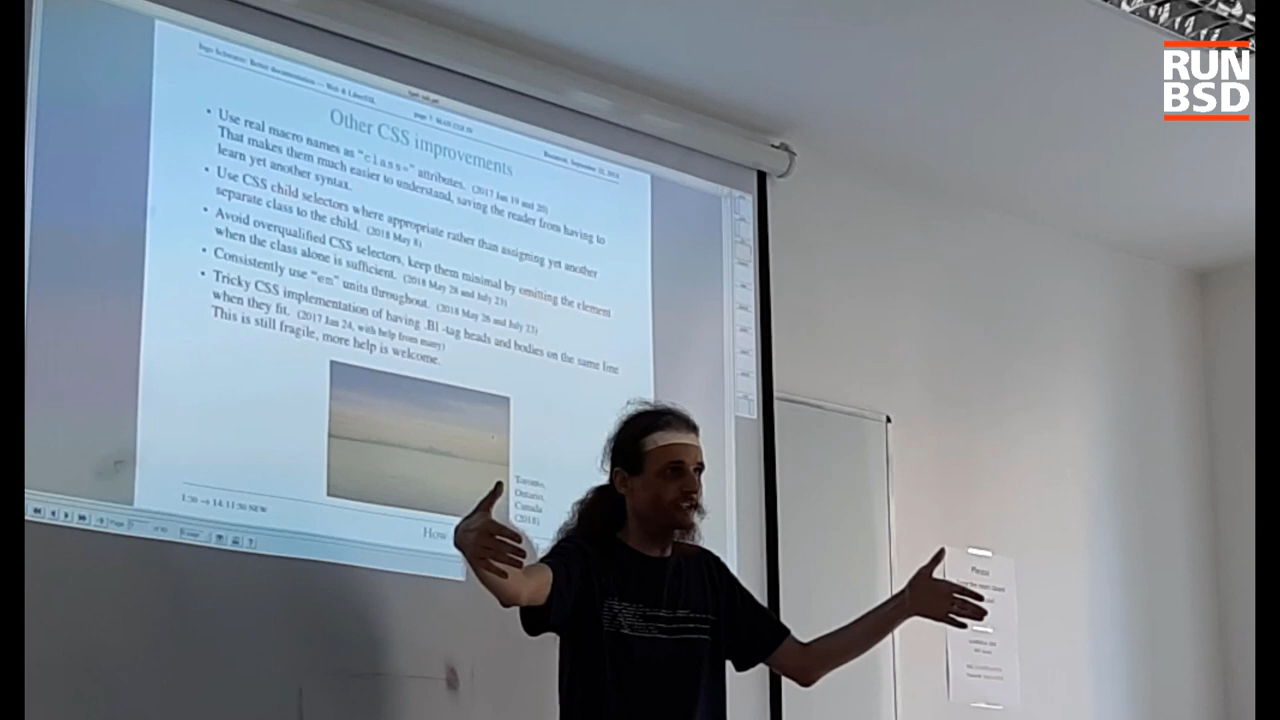 RUN
BSD
Ingo Schwarze: Better documentation — Web & LibreSSL
Bucharest, September 22, 2018
Other CSS improvements
• Use real macro names as "class=" attributes. (2017 Jan 19 and 20)
That makes them much easier to understand, saving the reader from having to
learn yet another syntax.
• Use CSS child selectors where appropriate rather than assigning yet another
separate class to the child. (2018 May 8)
• Avoid overqualified CSS selectors, keep them minimal by omitting the element
when the class alone is sufficient. (2018 May 28 and July 23)
• Consistently use "em" units throughout. (2018 May 26 and July 23)
• Tricky CSS implementation of having .Bl -tag heads and bodies on the same line
when they fit. (2017 Jan 24, with help from many)
This is still fragile, more help is welcome.
Toronto,
Ontario,
Canada
(2018)
How
Page
Please